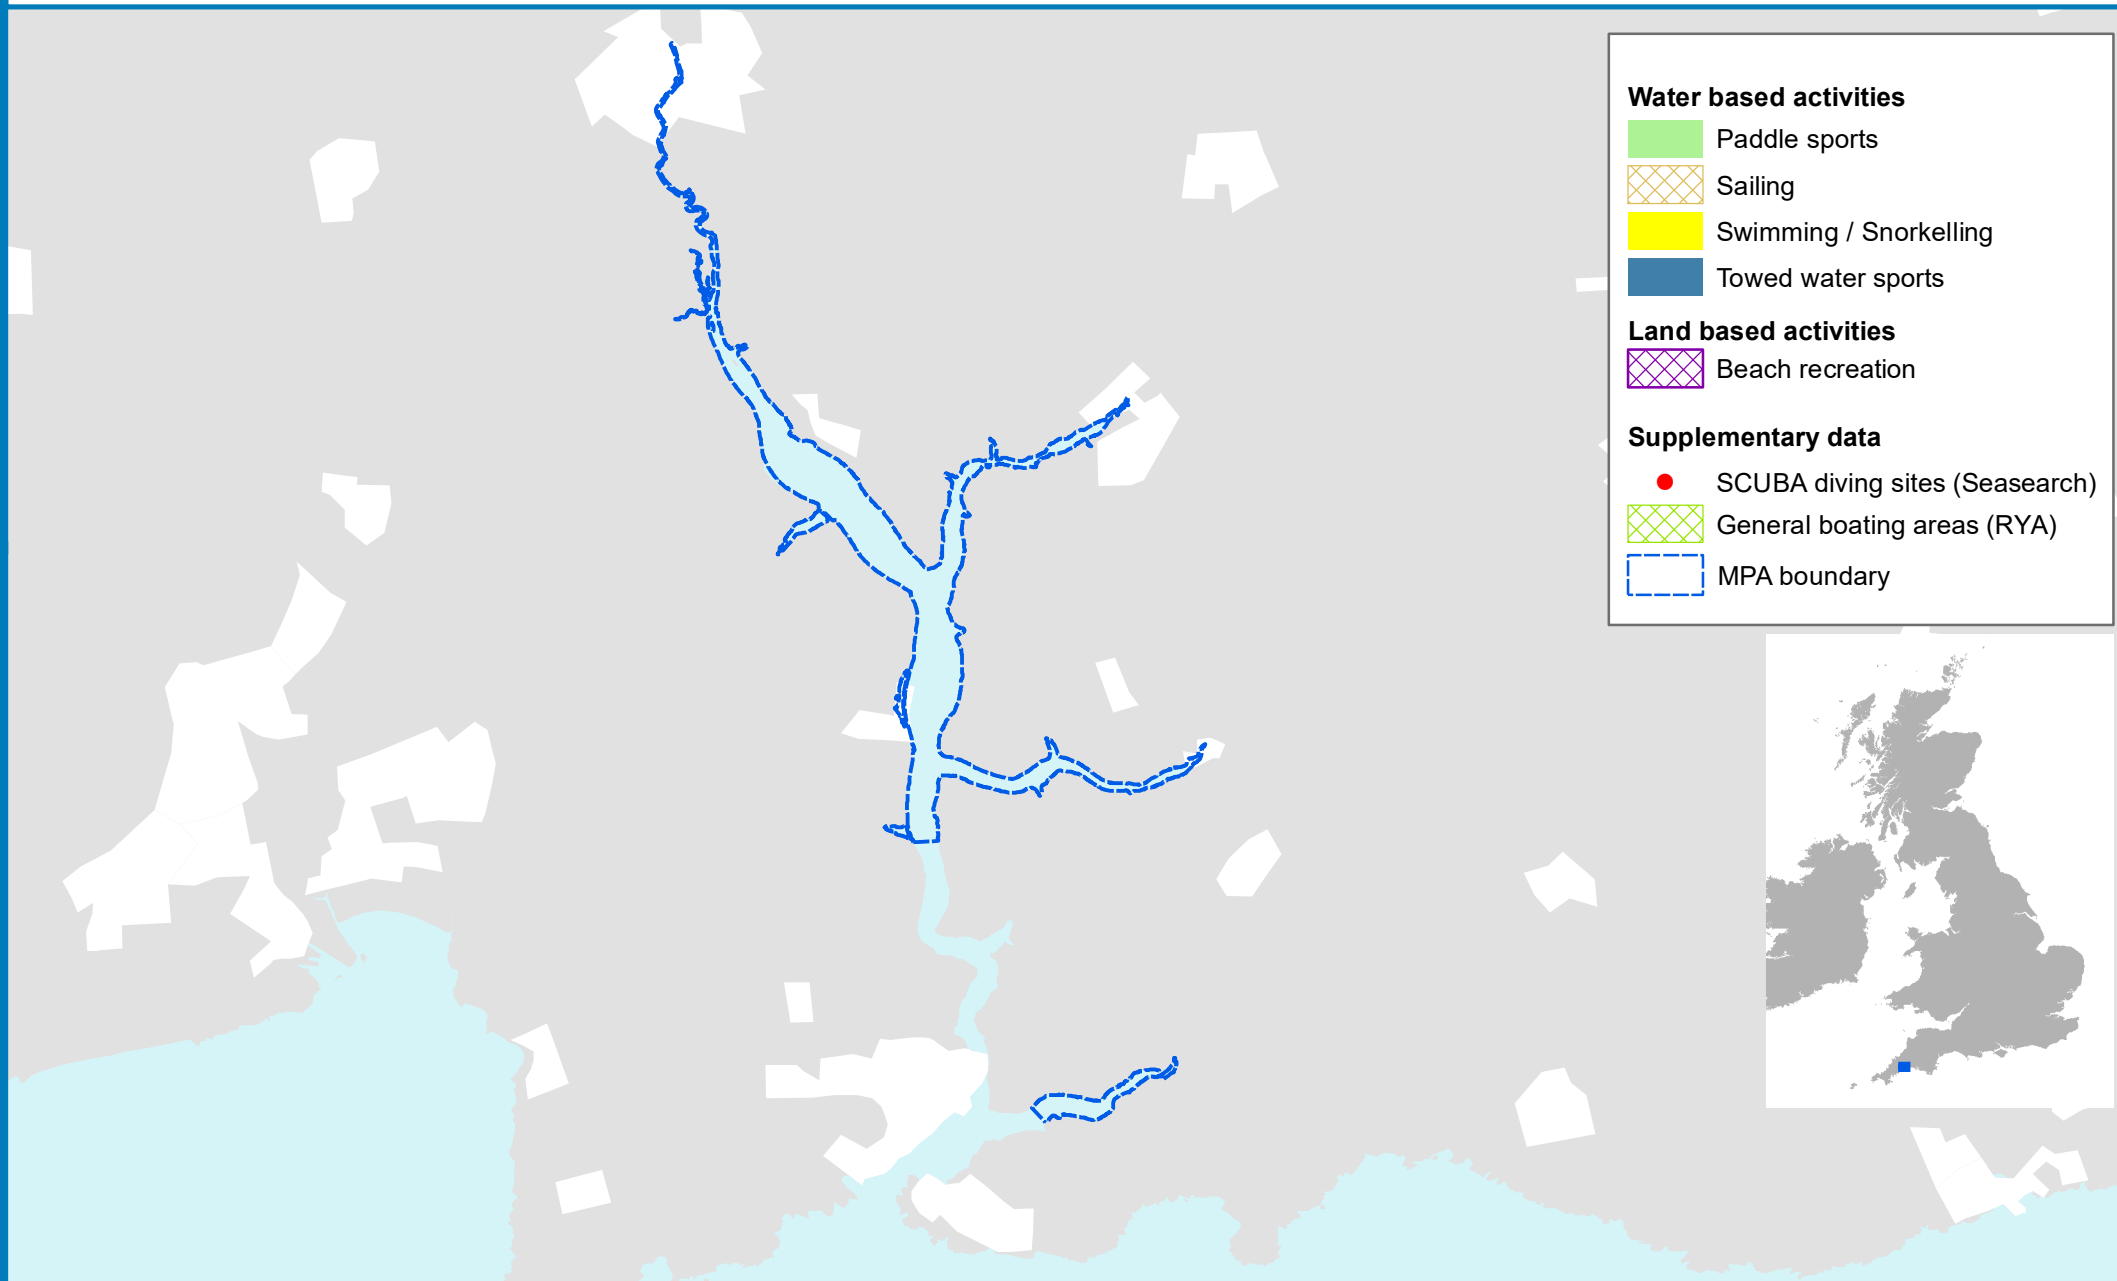 Water based activities
Paddle sports
Sailing
Swimming / Snorkelling
Towed water sports
Land based activities
Beach recreation
Supplementary data
SCUBA diving sites (Seasearch)
General boating areas (RYA)
MPA boundary